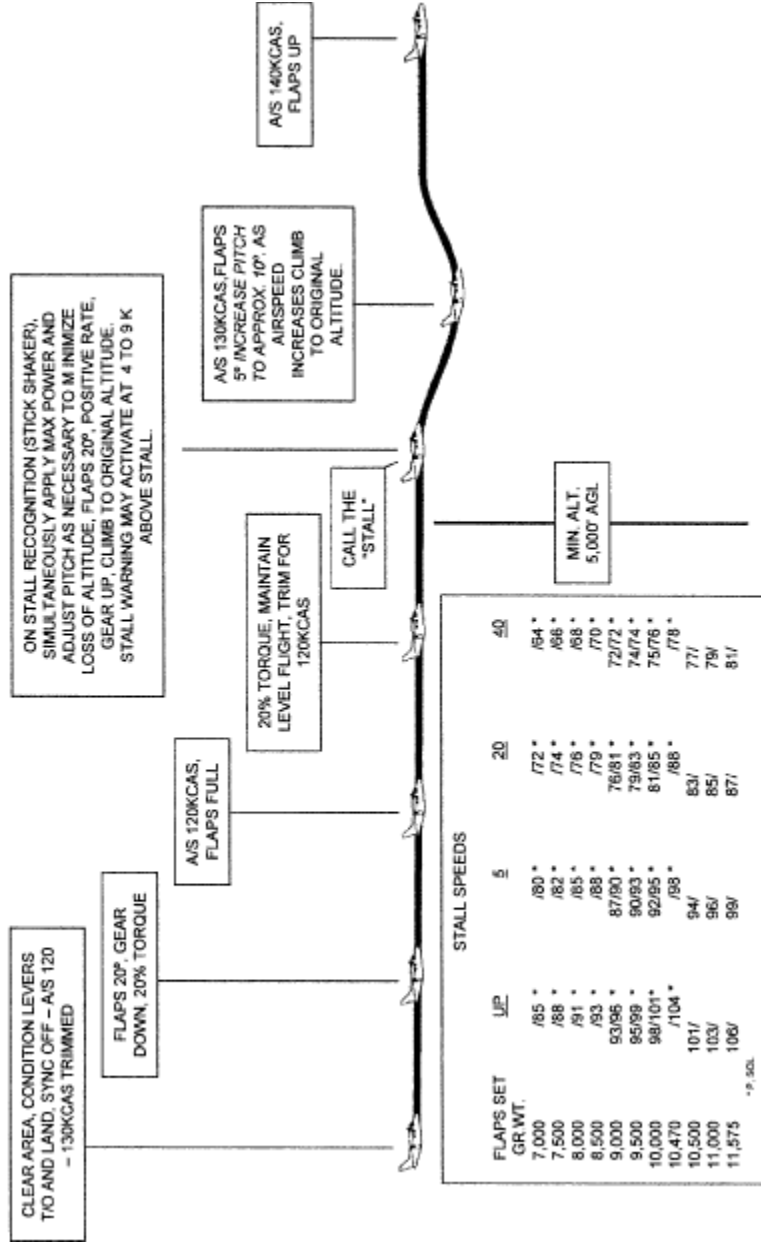 CLEAR AREA, CONDITION LEVERS
T/O AND LAND, SYNC OFF – A/S 120
– 130KCAS TRIMMED
FLAPS 20º, GEAR
DOWN, 20% TORQUE
A/S 120KCAS,
FLAPS FULL
20% TORQUE, MAINTAIN
LEVEL FLIGHT, TRIM FOR
120KCAS
CALL THE
"STALL"
ON STALL RECOGNITION (STICK SHAKER),
SIMULTANEOUSLY APPLY MAX POWER AND
ADJUST PITCH AS NECESSARY TO MINIMIZE
LOSS OF ALTITUDE, FLAPS 20º, POSITIVE RATE,
GEAR UP, CLIMB TO ORIGINAL ALTITUDE.
STALL WARNING MAY ACTIVATE AT 4 TO 9 K
ABOVE STALL.
A/S 130KCAS, FLAPS
5º INCREASE PITCH
TO APPROX. 10º, AS
AIRSPEED
INCREASES CLIMB
TO ORIGINAL
ALTITUDE.
A/S 140KCAS,
FLAPS UP
MIN. ALT.
5,000' AGL
STALL SPEEDS
FLAPS SET UP 5 20 40
GR.WT.
7,000 /85 * /80 * /72 * /64 *
7,500 /88 * /82 * /74 * /66 *
8,000 /91 * /85 * /76 * /68 *
8,500 /93 * /88 * /79 * /70 *
9,000 93/96 * 87/90 * 76/81 * 72/72 *
9,500 95/99 * 90/93 * 79/83 * 74/74 *
10,000 98/101* 92/95 * 81/85 * 75/76 *
10,470 /104 * /98 * /88 * /78 *
10,500 101/ 94/ 83/ 77/
11,000 103/ 96/ 85/ 79/
11,575 106/ 99/ 87/ 81/